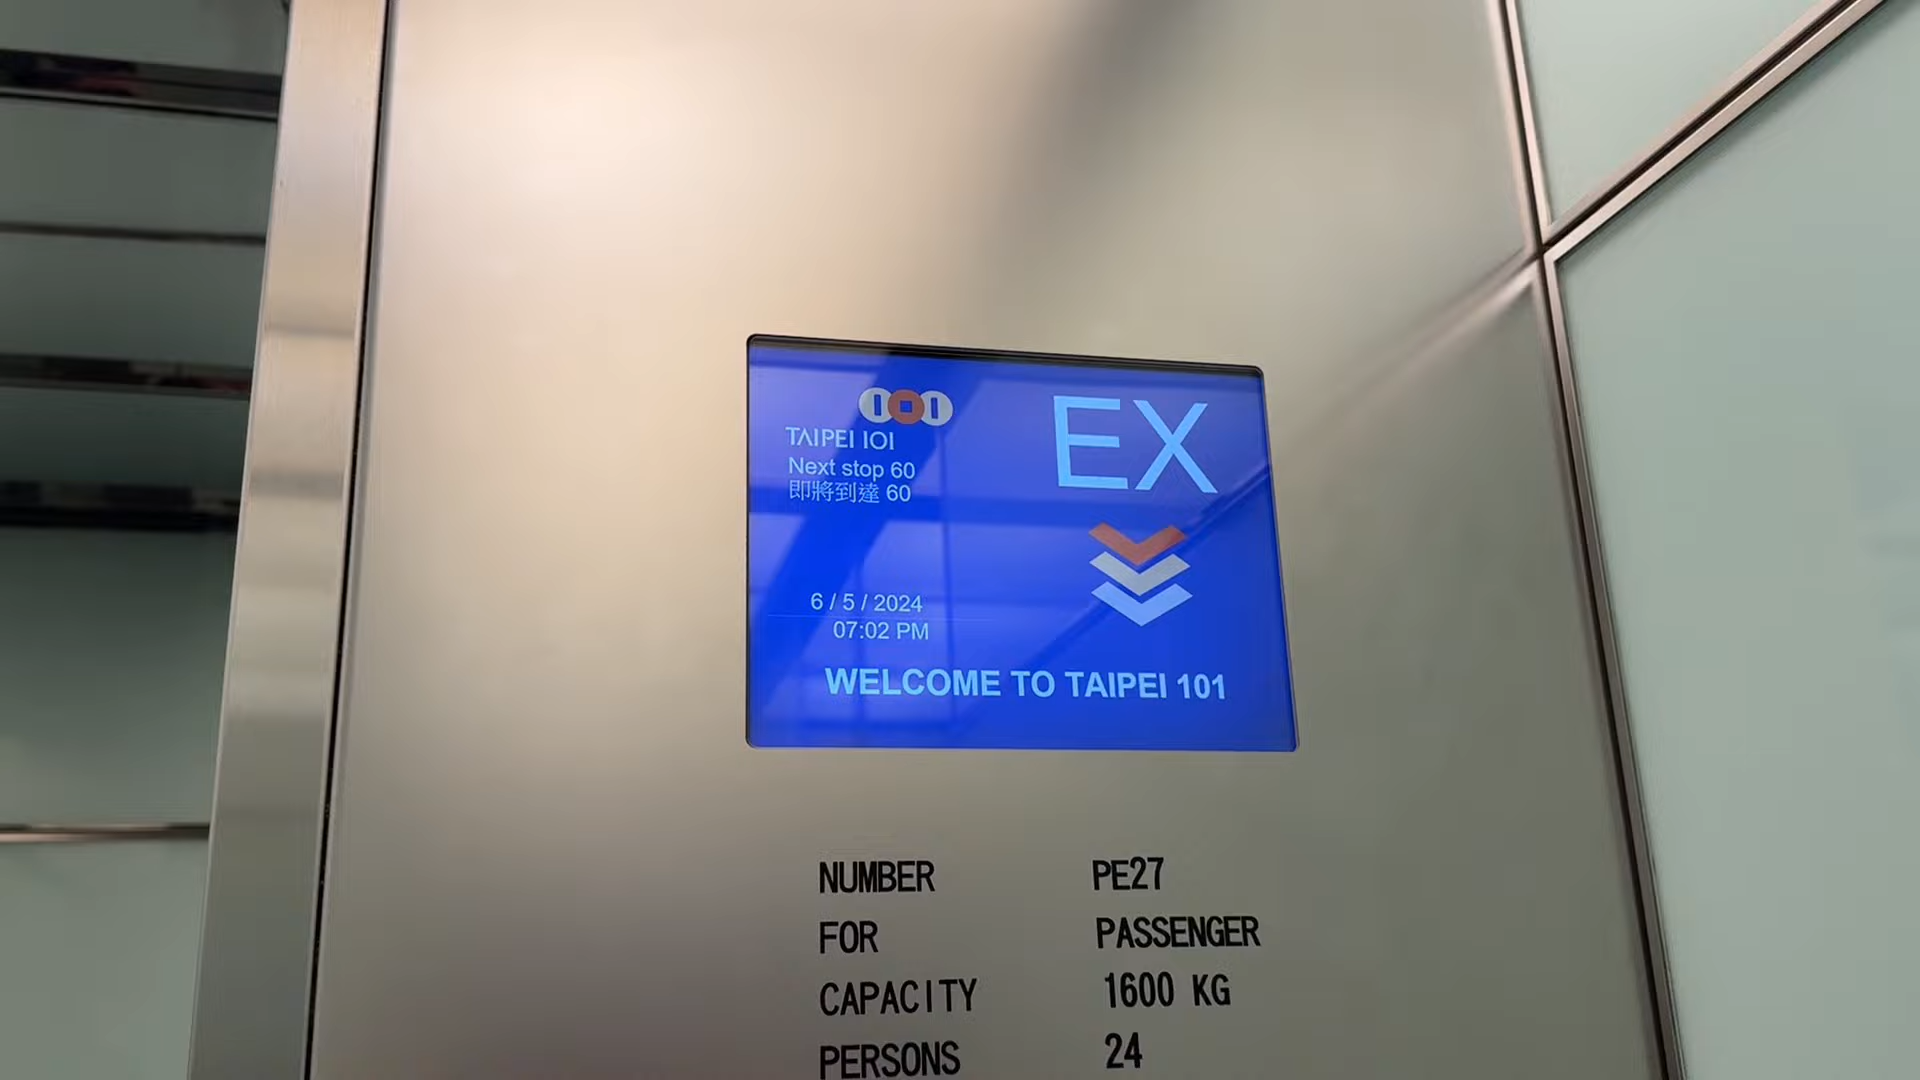 TAIPEI 101
Next stop 60
即將到達 60
EX
6 / 5 / 2024
07:02 PM
WELCOME TO TAIPEI 101
NUMBER PE27
FOR PASSENGER
CAPACITY 1600 KG
PERSONS 24